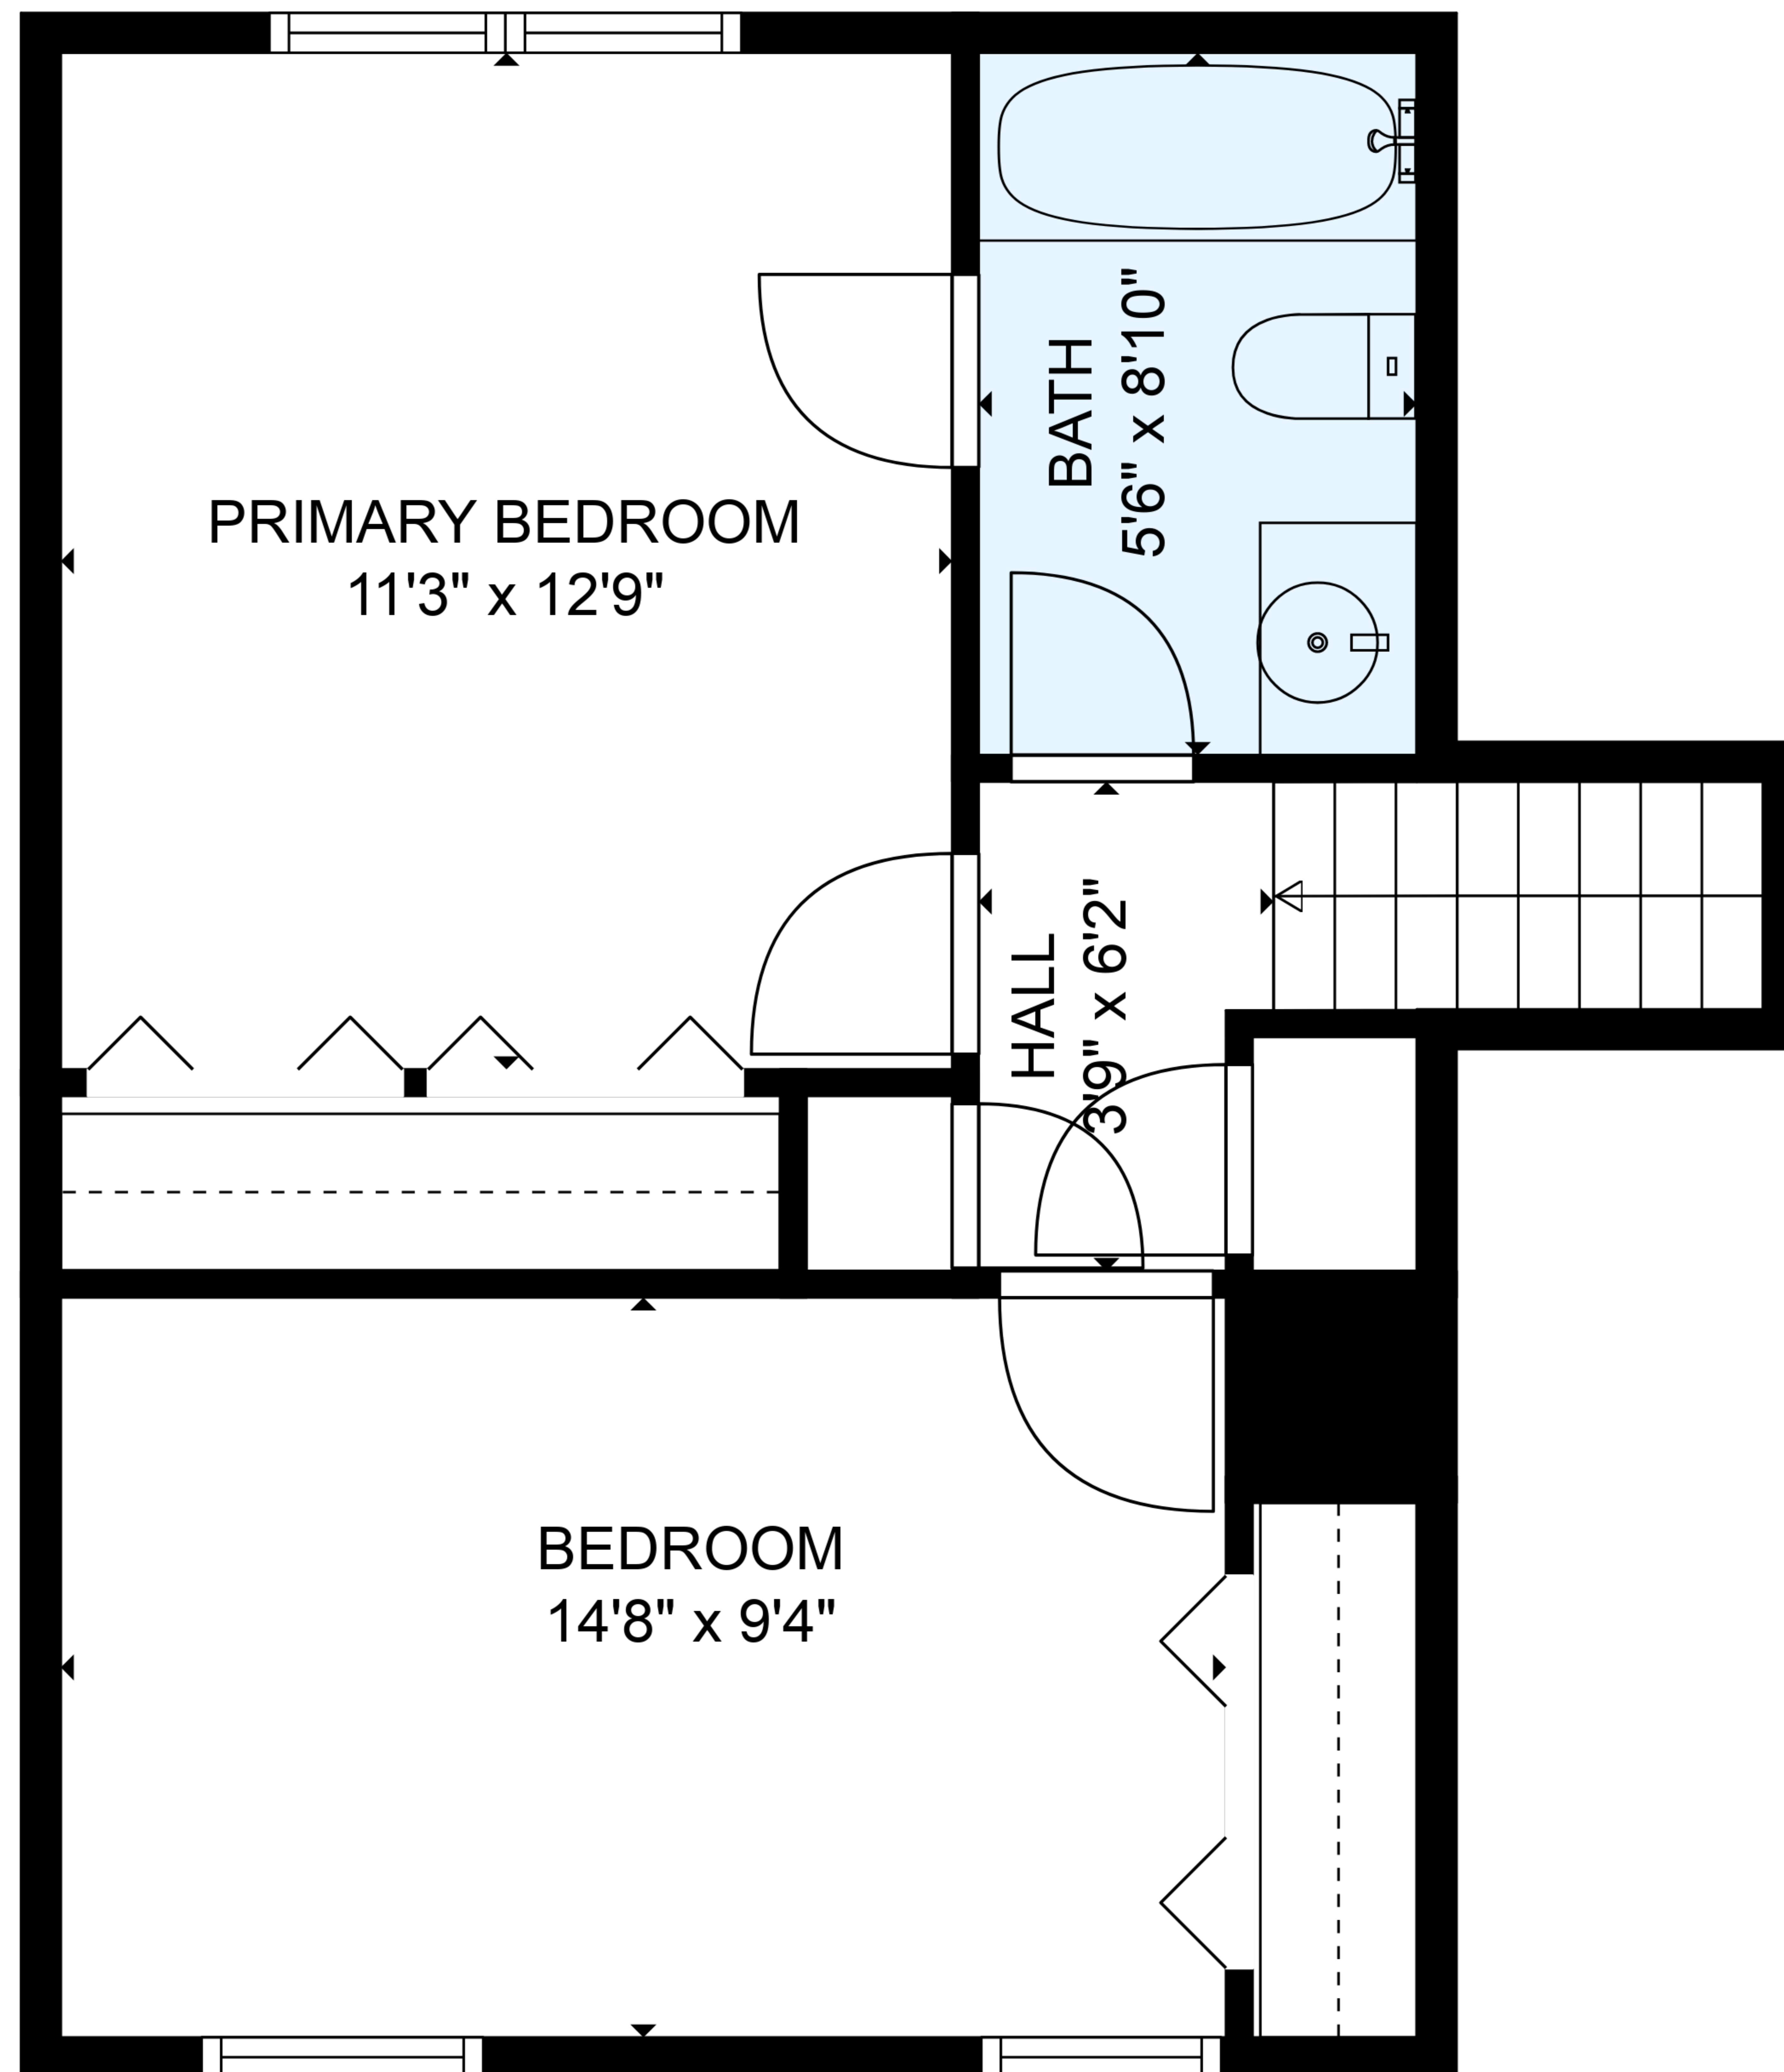 PRIMARY BEDROOM
11'3" x 12'9"
BATH
5'6" x 8'10"
HALL
3'9" x 6'2"
BEDROOM
14'8" x 9'4"